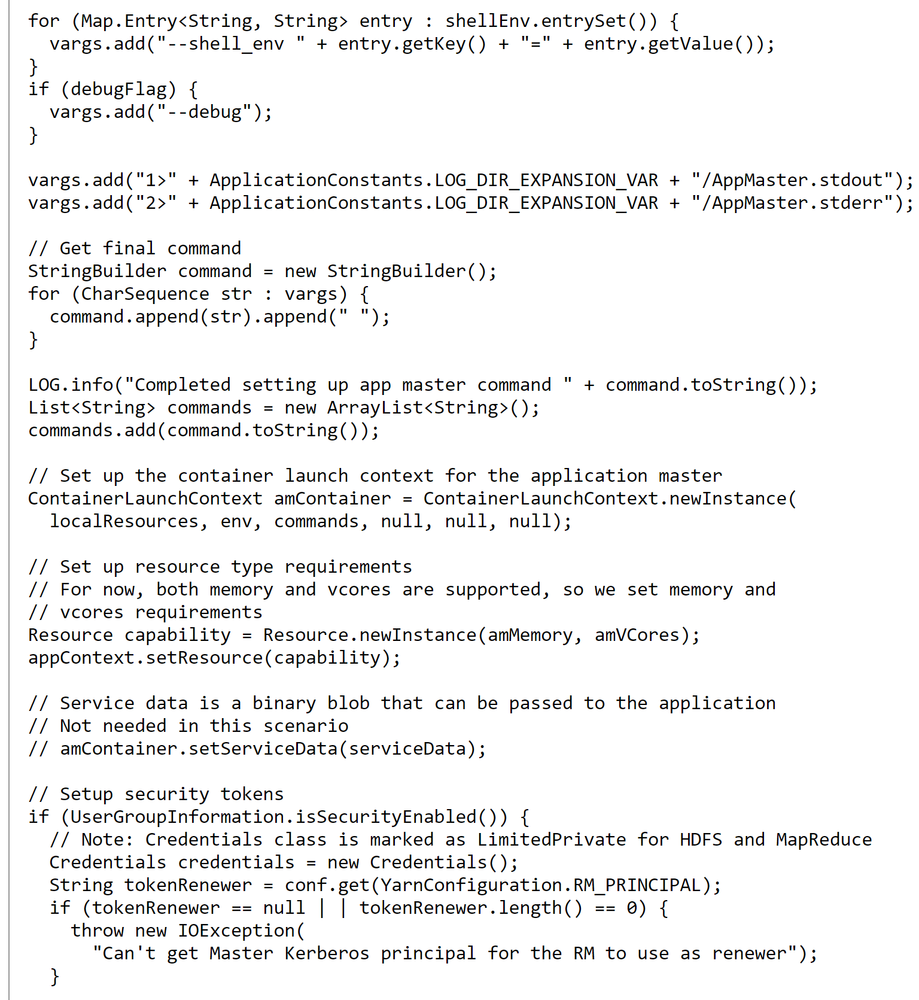 for (Map.Entry<String, String> entry : shellEnv.entrySet()) {
  vargs.add("--shell_env " + entry.getKey() + "=" + entry.getValue());
}
if (debugFlag) {
  vargs.add("--debug");
}

vargs.add("1>" + ApplicationConstants.LOG_DIR_EXPANSION_VAR + "/AppMaster.stdout");
vargs.add("2>" + ApplicationConstants.LOG_DIR_EXPANSION_VAR + "/AppMaster.stderr");

// Get final command
StringBuilder command = new StringBuilder();
for (CharSequence str : vargs) {
  command.append(str).append(" ");
}

LOG.info("Completed setting up app master command " + command.toString());
List<String> commands = new ArrayList<String>();
commands.add(command.toString());

// Set up the container launch context for the application master
ContainerLaunchContext amContainer = ContainerLaunchContext.newInstance(
  localResources, env, commands, null, null, null);

// Set up resource type requirements
// For now, both memory and vcores are supported, so we set memory and
// vcores requirements
Resource capability = Resource.newInstance(amMemory, amVCores);
appContext.setResource(capability);

// Service data is a binary blob that can be passed to the application
// Not needed in this scenario
// amContainer.setServiceData(serviceData);

// Setup security tokens
if (UserGroupInformation.isSecurityEnabled()) {
  // Note: Credentials class is marked as LimitedPrivate for HDFS and MapReduce
  Credentials credentials = new Credentials();
  String tokenRenewer = conf.get(YarnConfiguration.RM_PRINCIPAL);
  if (tokenRenewer == null | | tokenRenewer.length() == 0) {
    throw new IOException(
      "Can't get Master Kerberos principal for the RM to use as renewer");
  }